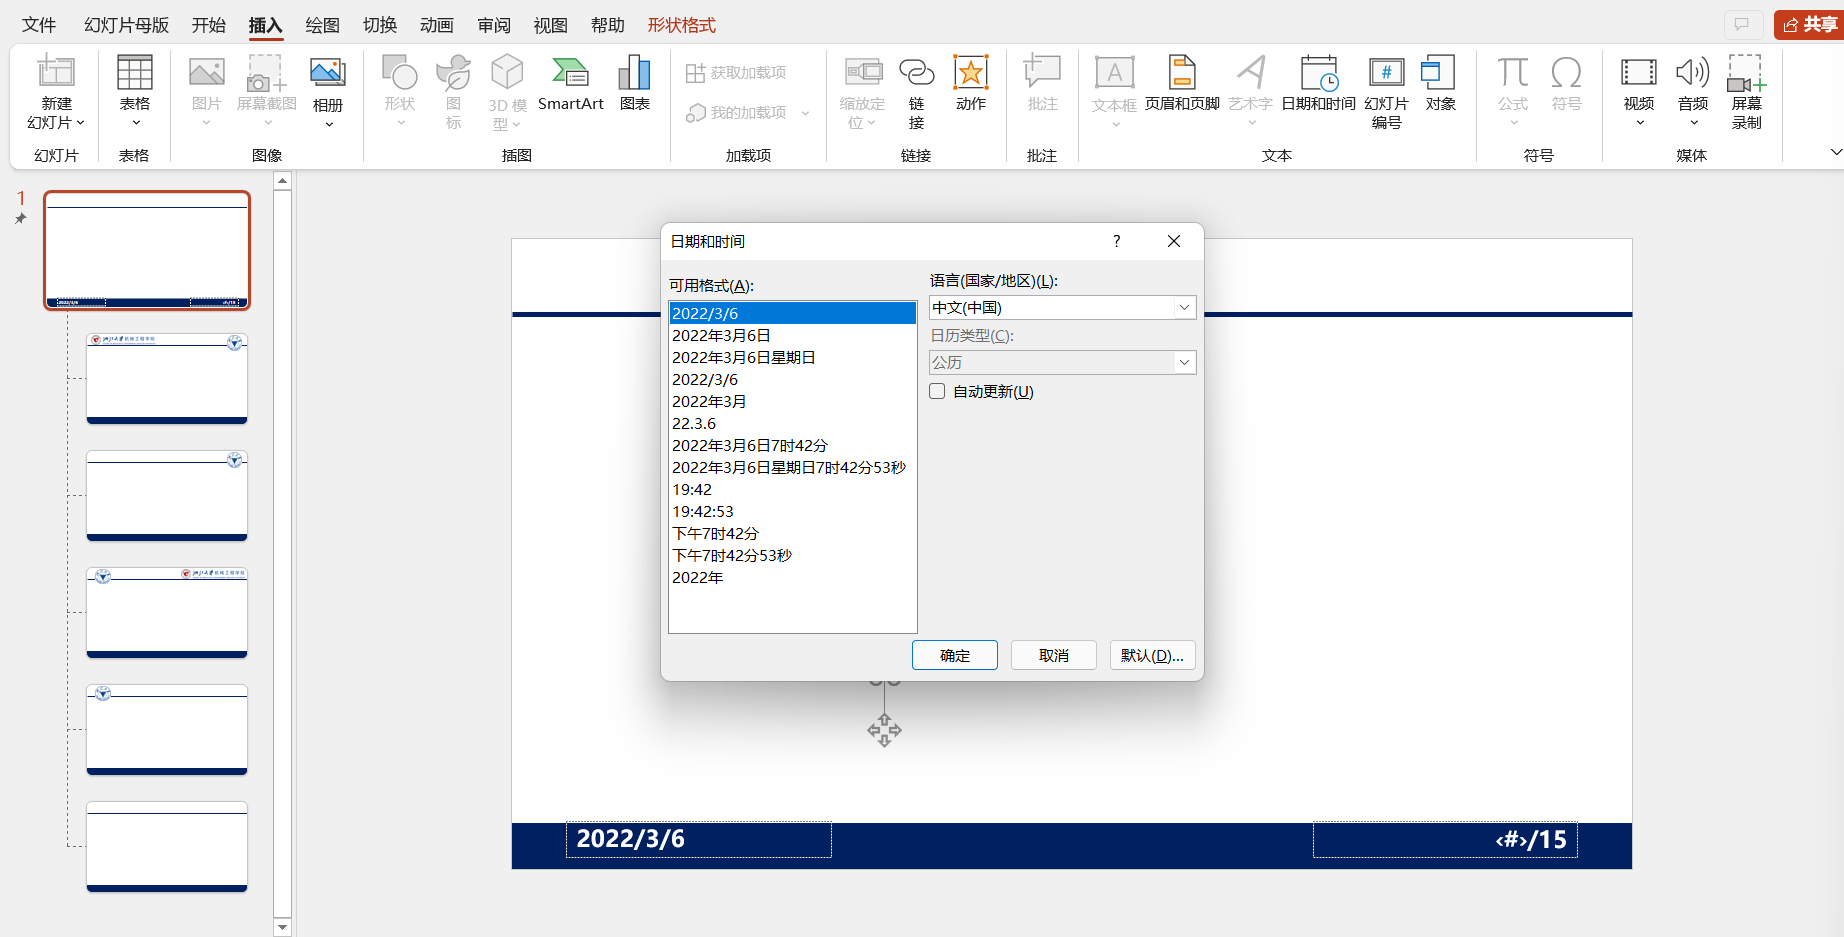 文件 幻灯片母版 开始 插入 绘图 切换 动画 审阅 视图 帮助 形状格式 共享
新建
幻灯片
幻灯片
表格
表格
图片
屏幕截图
相册
图像
形状
图
标
3D 模
型
SmartArt
图表
插图
获取加载项
我的加载项
加载项
缩放定
位
链
接
动作
链接
批注
批注
文本框
页眉和页脚
艺术字
日期和时间
幻灯片
编号
对象
文本
公式
符号
符号
视频
音频
屏幕
录制
媒体
1
日期和时间
?
可用格式(A):
2022/3/6
2022年3月6日
2022年3月6日星期日
2022/3/6
2022年3月
22.3.6
2022年3月6日7时42分
2022年3月6日星期日7时42分53秒
19:42
19:42:53
下午7时42分
下午7时42分53秒
2022年
语言(国家/地区)(L):
中文(中国)
日历类型(C):
公历
自动更新(U)
确定
取消
默认(D)...
2022/3/6
‹#›/15